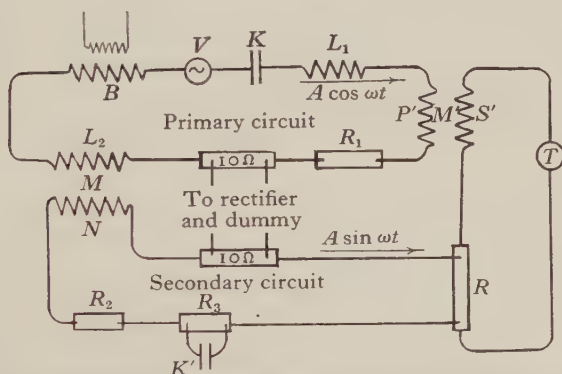 V K L₁
B
A cos ωt
P′ M′ S′
Primary circuit
L₂
10Ω R₁
T
M
To rectifier
and dummy
N
A sin ωt
10Ω
Secondary circuit
R
R₂ R₃
K′